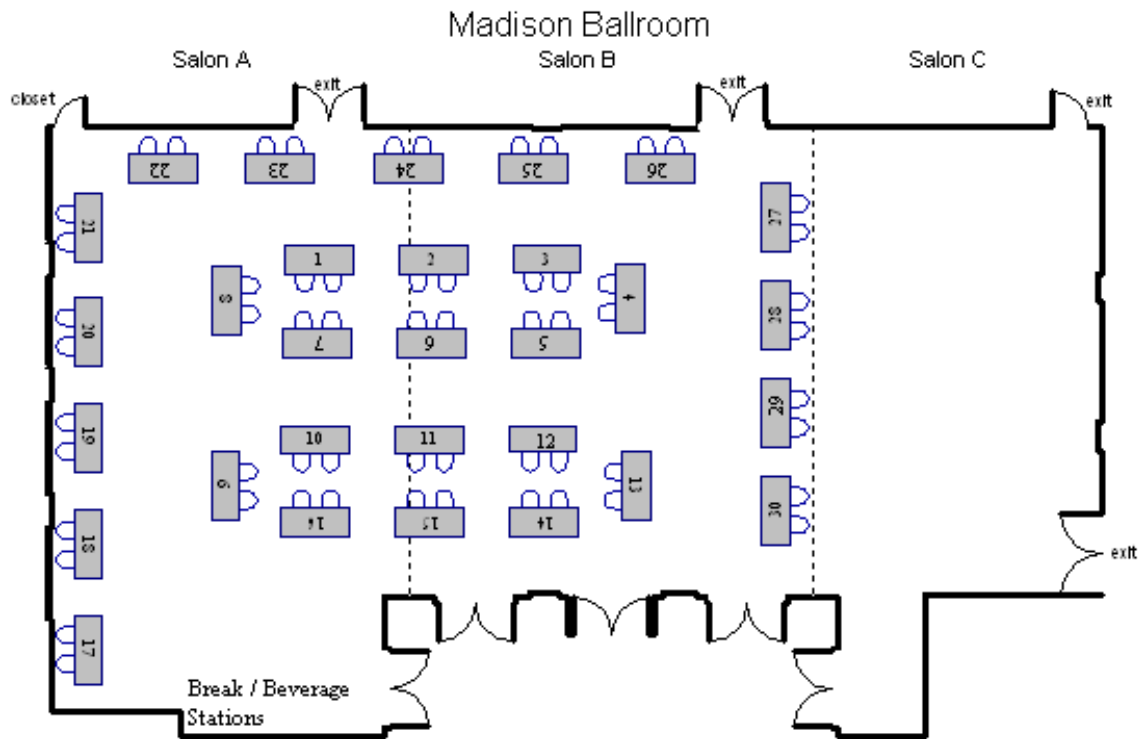 Madison Ballroom
Salon A Salon B Salon C
closet exit exit exit
22 23 24 25 26
21 27
1 2 3
8 4
20 28
7 6 5
19 29
10 11 12
9 13
30
16 15 14
18 exit
17
Break / Beverage
Stations